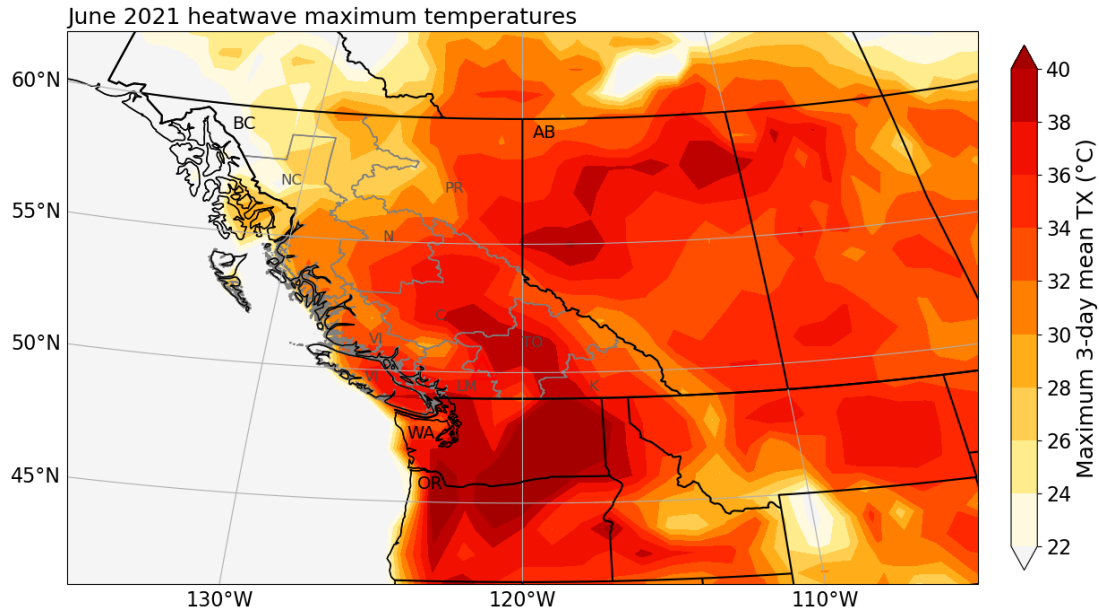 June 2021 heatwave maximum temperatures
60°N
55°N
50°N
45°N
130°W
120°W
110°W
BC
AB
NC
PR
N
C
VI
TO
VI
LM
K
WA
OR
40
38
36
34
32
30
28
26
24
22
Maximum 3-day mean TX (°C)